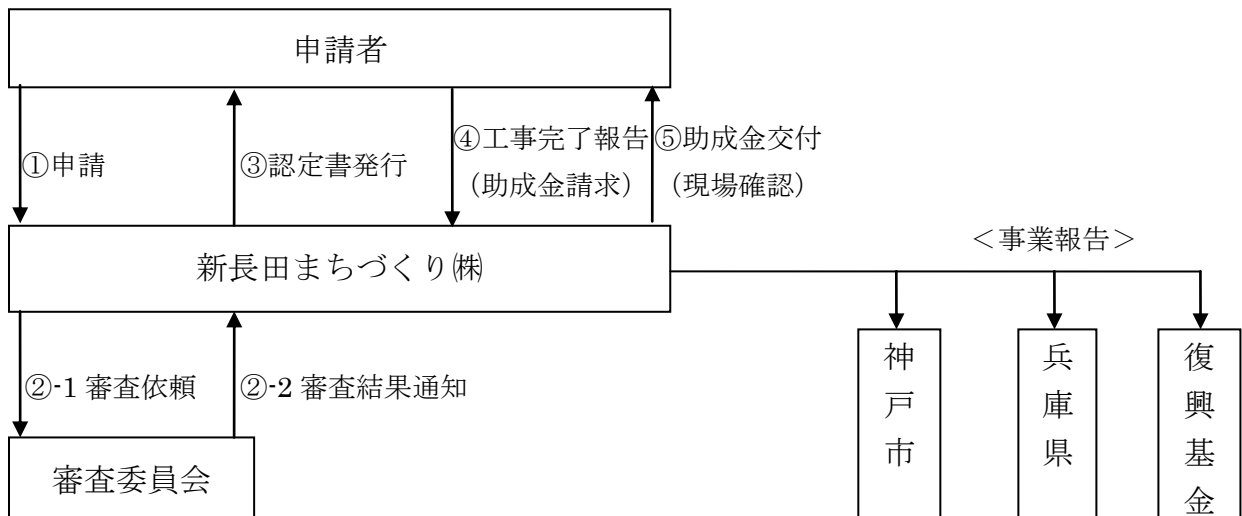 申請者
①申請
③認定書発行
④工事完了報告
(助成金請求)
⑤助成金交付
(現場確認)
新長田まちづくり㈱
＜事業報告＞
②-1 審査依頼
②-2 審査結果通知
審査委員会
神戸市
兵庫県
復興基金